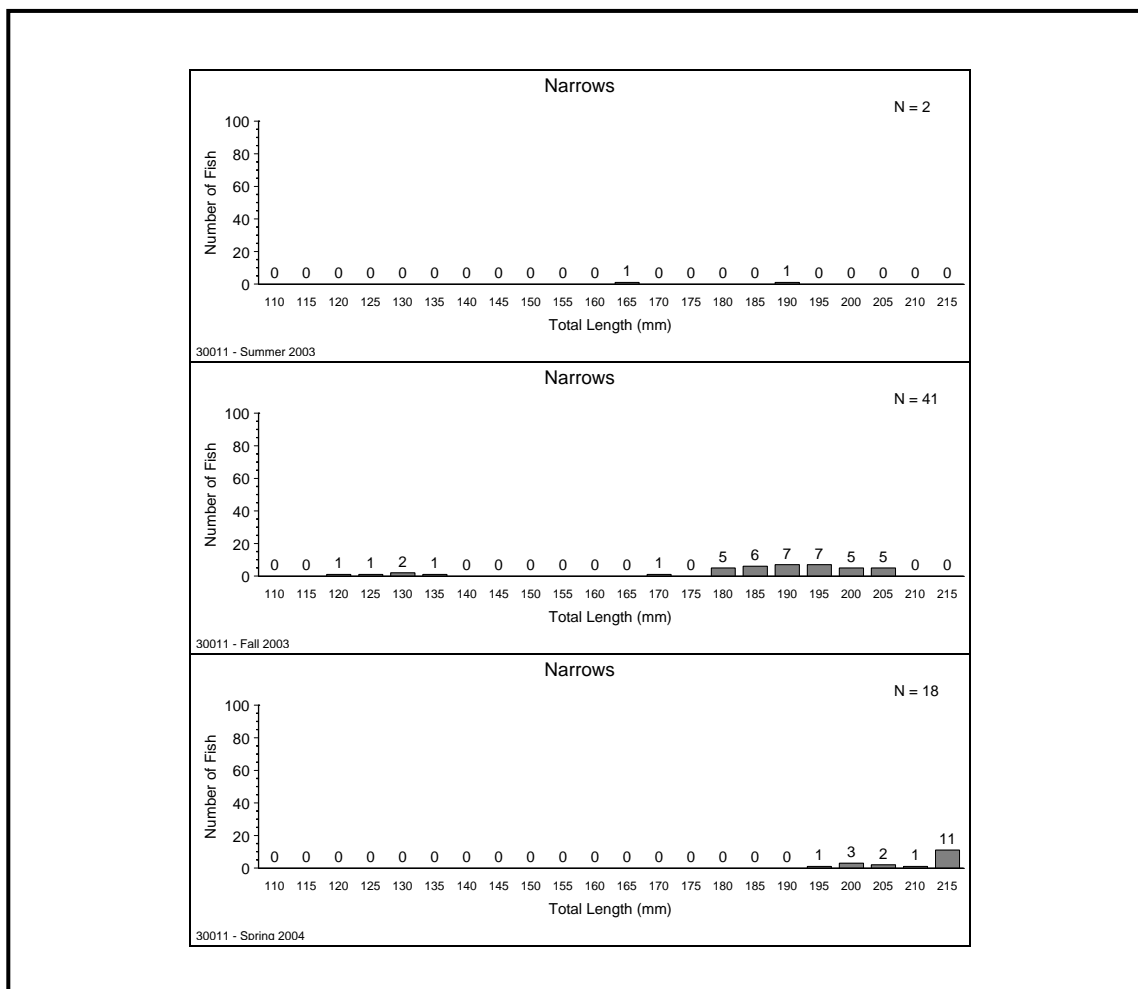 Narrows
N = 2
Number of Fish
100
80
60
40
20
0
0 0 0 0 0 0 0 0 0 0 0 1 0 0 0 0 1 0 0 0 0 0
110 115 120 125 130 135 140 145 150 155 160 165 170 175 180 185 190 195 200 205 210 215
Total Length (mm)
30011 - Summer 2003
Narrows
N = 41
Number of Fish
100
80
60
40
20
0
0 0 1 1 2 1 0 0 0 0 0 0 1 0 5 6 7 7 5 5 0 0
110 115 120 125 130 135 140 145 150 155 160 165 170 175 180 185 190 195 200 205 210 215
Total Length (mm)
30011 - Fall 2003
Narrows
N = 18
Number of Fish
100
80
60
40
20
0
0 0 0 0 0 0 0 0 0 0 0 0 0 0 0 0 0 1 3 2 1 11
110 115 120 125 130 135 140 145 150 155 160 165 170 175 180 185 190 195 200 205 210 215
Total Length (mm)
30011 - Spring 2004